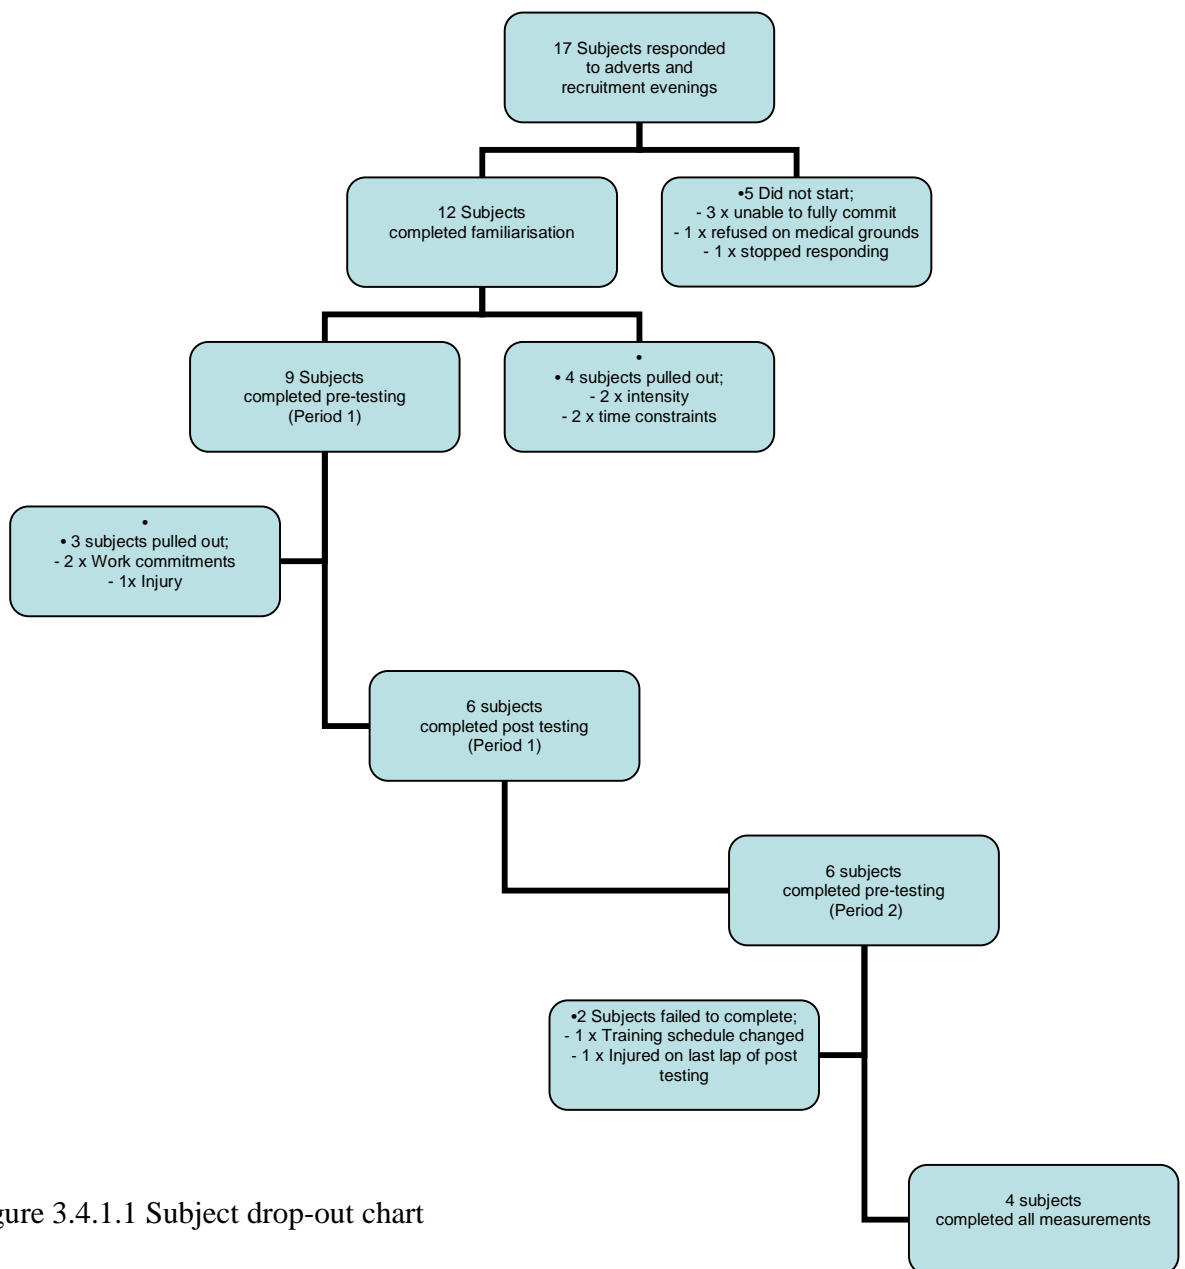 17 Subjects responded
to adverts and
recruitment evenings
12 Subjects
completed familiarisation
•5 Did not start;
- 3 x unable to fully commit
- 1 x refused on medical grounds
- 1 x stopped responding
9 Subjects
completed pre-testing
(Period 1)
•
• 4 subjects pulled out;
- 2 x intensity
- 2 x time constraints
•
• 3 subjects pulled out;
- 2 x Work commitments
- 1x Injury
6 subjects
completed post testing
(Period 1)
6 subjects
completed pre-testing
(Period 2)
•2 Subjects failed to complete;
- 1 x Training schedule changed
- 1 x Injured on last lap of post
testing
4 subjects
completed all measurements
gure 3.4.1.1 Subject drop-out chart